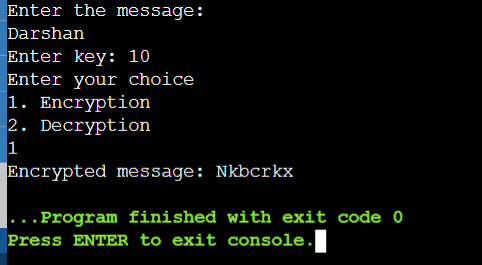 Enter the message:
Darshan
Enter key: 10
Enter your choice
1. Encryption
2. Decryption
1
Encrypted message: Nkbcrkx
...Program finished with exit code 0
Press ENTER to exit console.